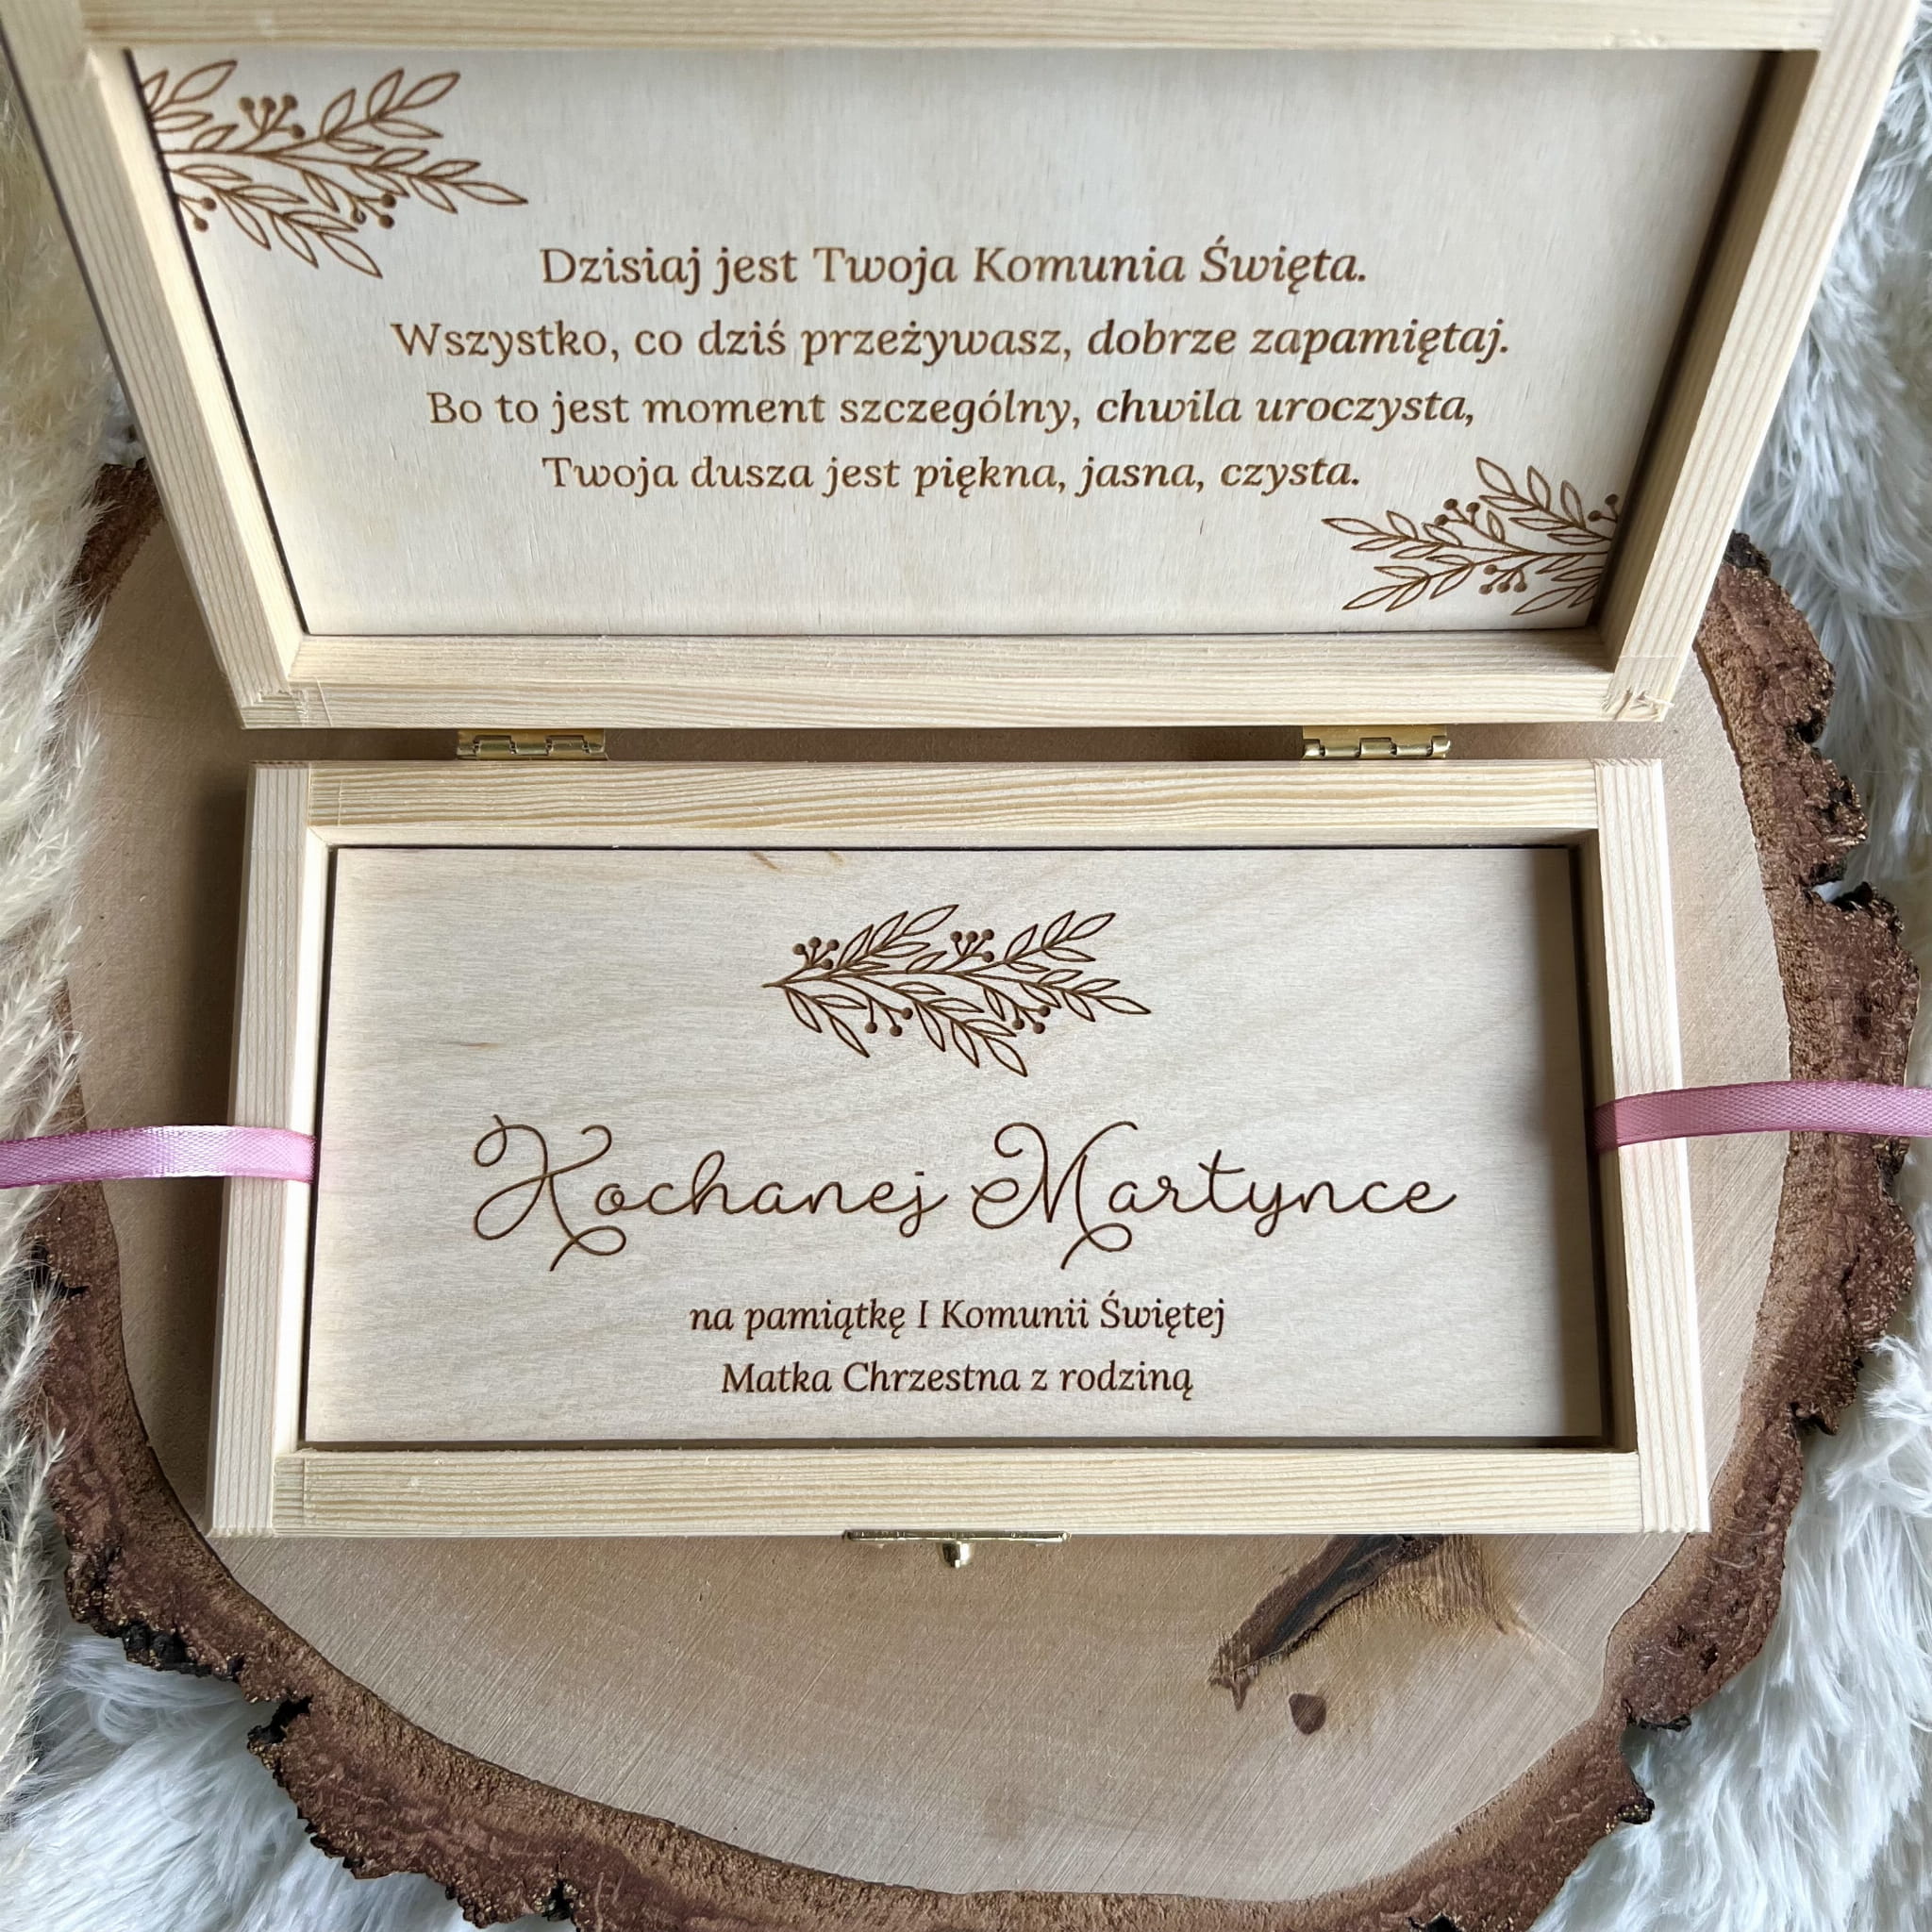 Dzisiaj jest Twoja Komunia Święta.
Wszystko, co dziś przeżywasz, dobrze zapamiętaj.
Bo to jest moment szczególny, chwila uroczysta,
Twoja dusza jest piękna, jasna, czysta.
Kochanej Martynce
na pamiątkę I Komunii Świętej
Matka Chrzestna z rodziną